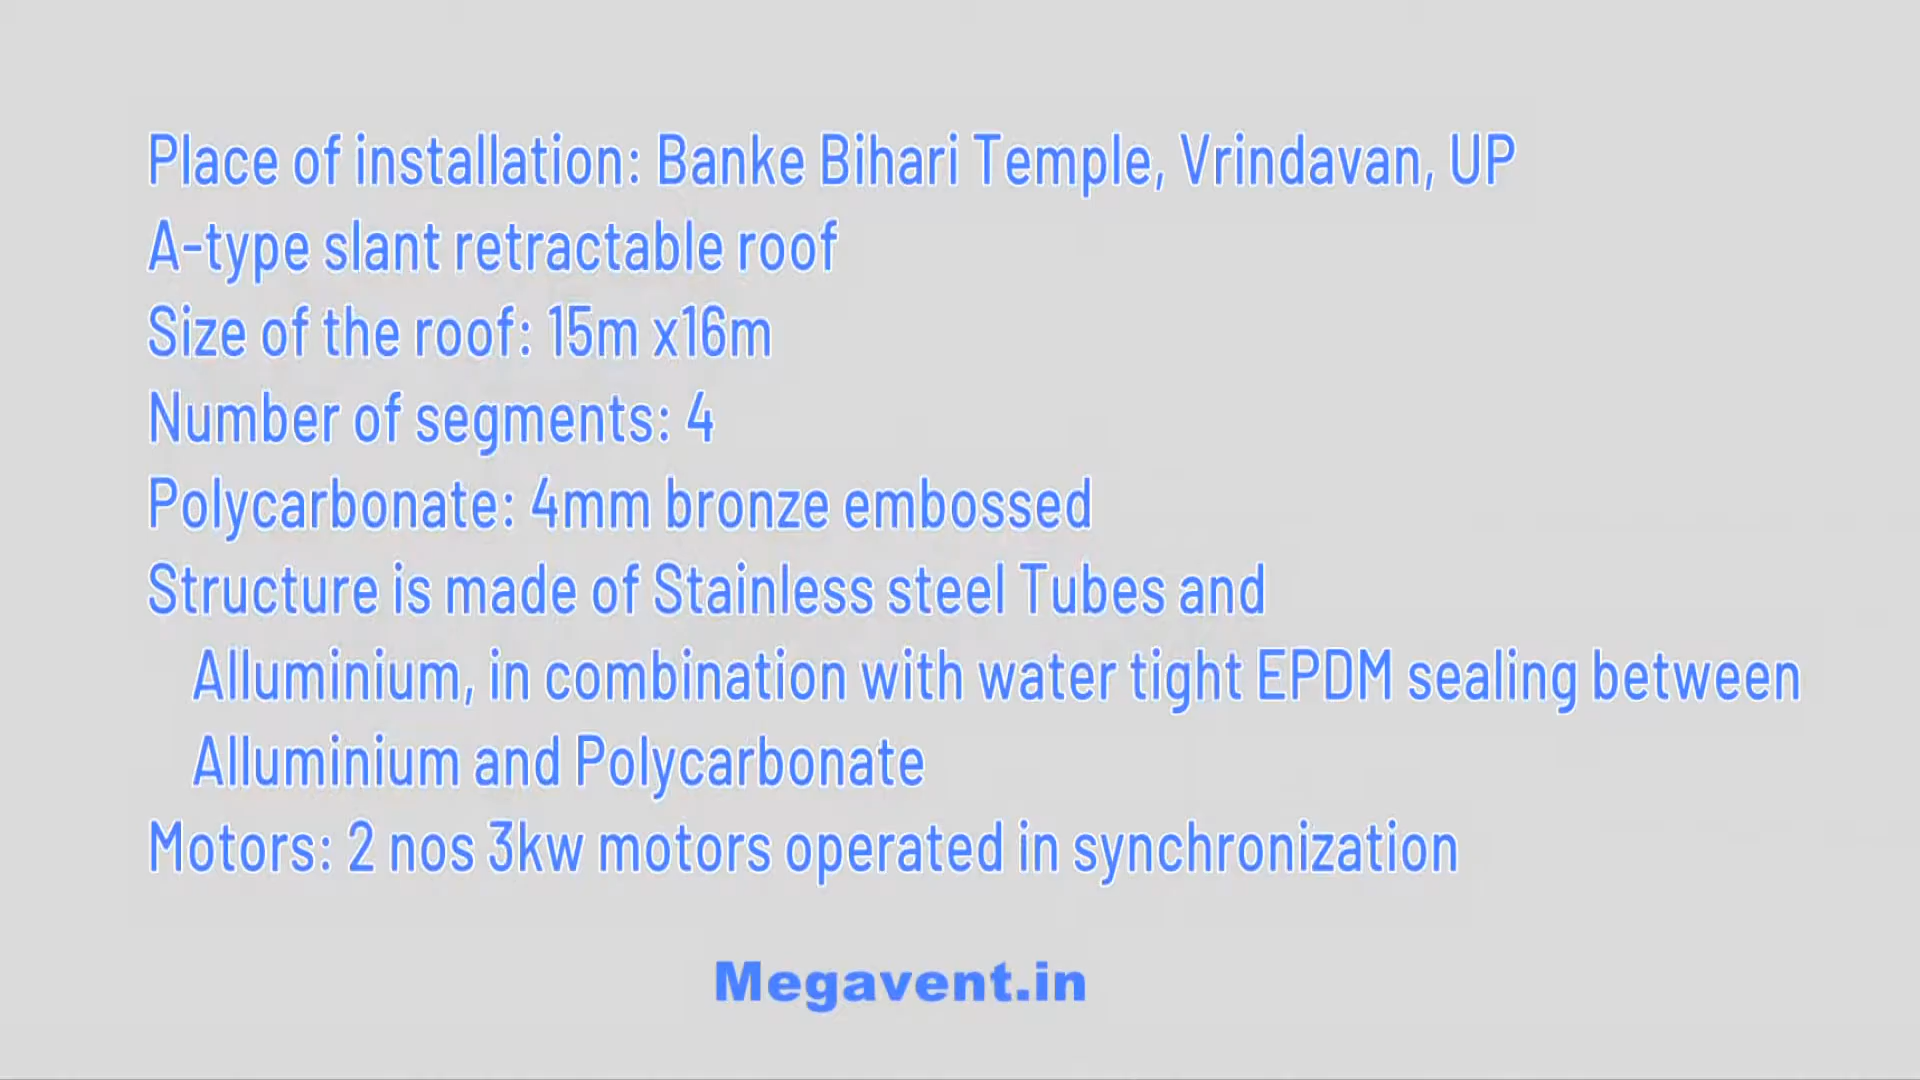 Place of installation: Banke Bihari Temple, Vrindavan, UP
A-type slant retractable roof
Size of the roof: 15m x16m
Number of segments: 4
Polycarbonate: 4mm bronze embossed
Structure is made of Stainless steel Tubes and
Alluminium, in combination with water tight EPDM sealing between
Alluminium and Polycarbonate
Motors: 2 nos 3kw motors operated in synchronization
Megavent.in